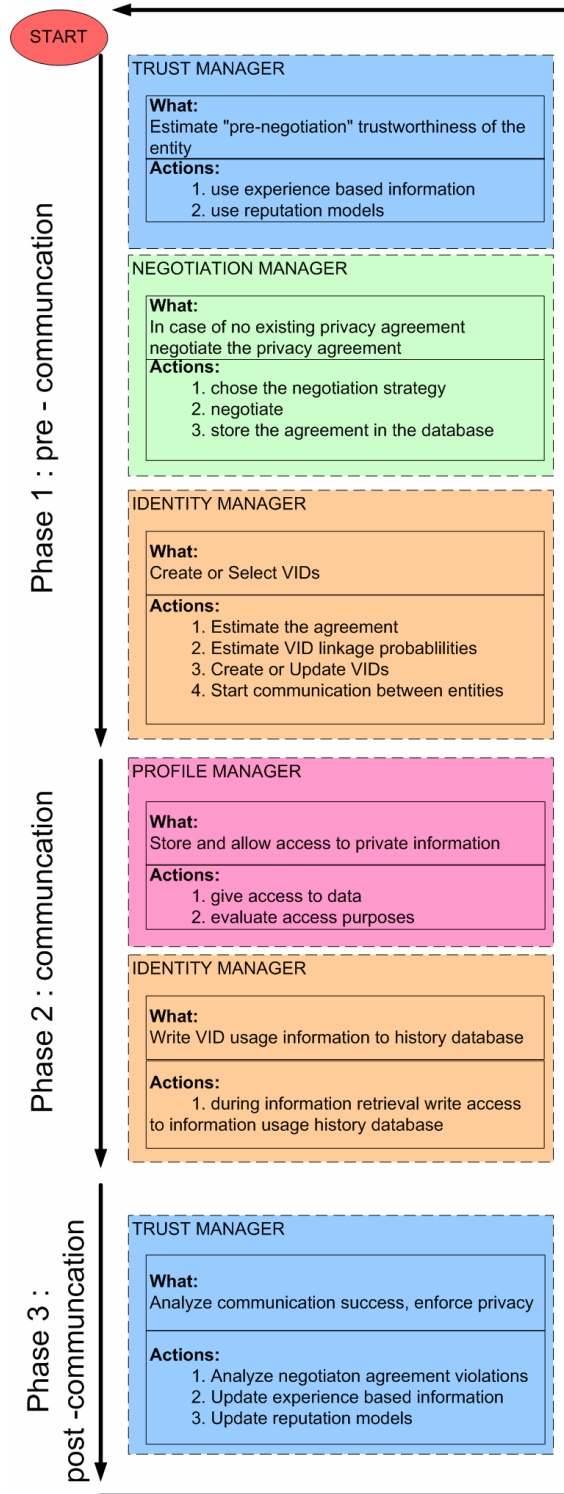 START
TRUST MANAGER
What:
Estimate "pre-negotiation" trustworthiness of the
entity
Actions:
1. use experience based information
2. use reputation models
NEGOTIATION MANAGER
What:
In case of no existing privacy agreement
negotiate the privacy agreement
Actions:
1. chose the negotiation strategy
2. negotiate
3. store the agreement in the database
Phase 1 : pre - communcation
IDENTITY MANAGER
What:
Create or Select VIDs
Actions:
1. Estimate the agreement
2. Estimate VID linkage probablilities
3. Create or Update VIDs
4. Start communication between entities
PROFILE MANAGER
What:
Store and allow access to private information
Actions:
1. give access to data
2. evaluate access purposes
Phase 2 : communcation
IDENTITY MANAGER
What:
Write VID usage information to history database
Actions:
1. during information retrieval write access
to information usage history database
Phase 3 :
post -communcation
TRUST MANAGER
What:
Analyze communication success, enforce privacy
Actions:
1. Analyze negotiaton agreement violations
2. Update experience based information
3. Update reputation models